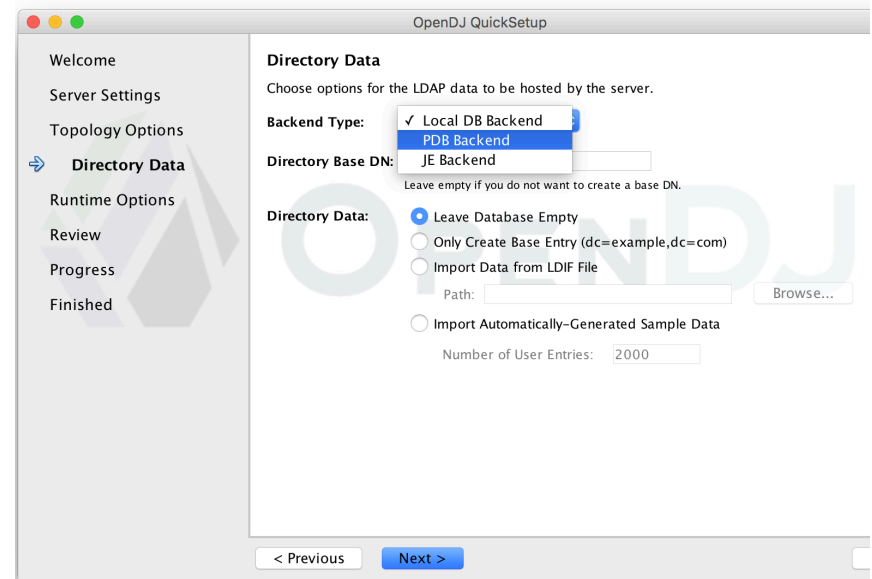 OpenDJ QuickSetup
Welcome
Server Settings
Topology Options
Directory Data
Runtime Options
Review
Progress
Finished
Directory Data
Choose options for the LDAP data to be hosted by the server.
Backend Type:
✓ Local DB Backend
PDB Backend
JE Backend
Directory Base DN:
Leave empty if you do not want to create a base DN.
Directory Data:
Leave Database Empty
Only Create Base Entry (dc=example,dc=com)
Import Data from LDIF File
Path:
Browse...
Import Automatically-Generated Sample Data
Number of User Entries: 2000
OPENDJ
< Previous
Next >